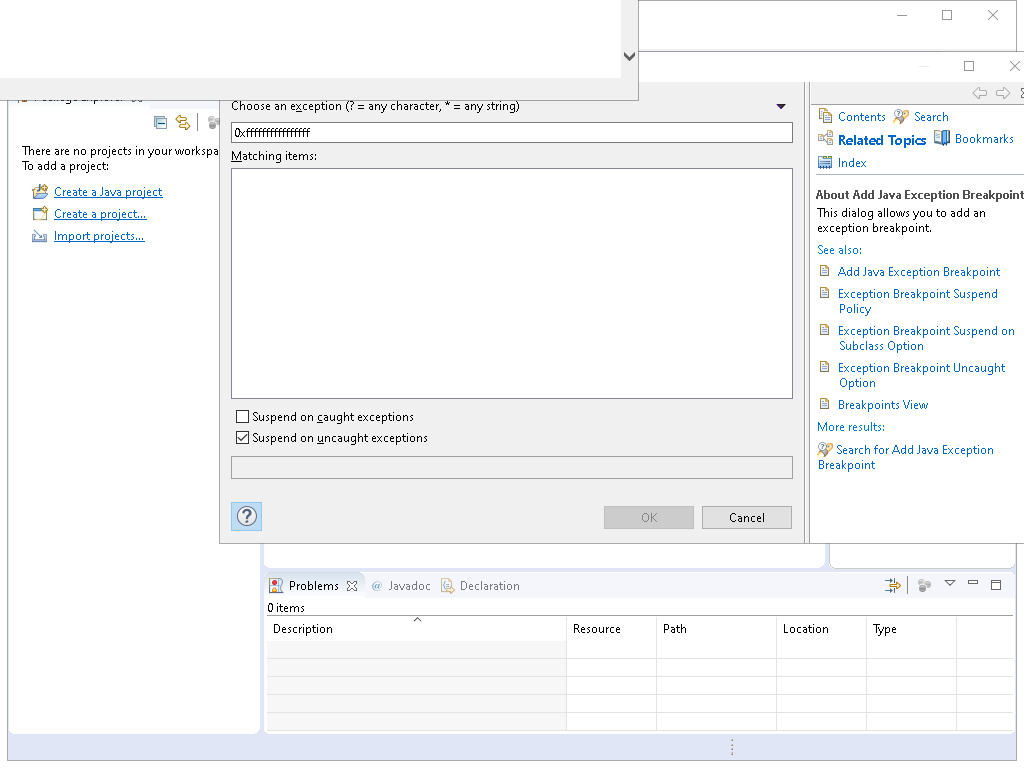 Choose an exception (? = any character, * = any string)
0xffffffffffffffff
Matching items:
There are no projects in your workspa
To add a project:
Create a Java project
Create a project...
Import projects...
Suspend on caught exceptions
Suspend on uncaught exceptions
OK
Cancel
Contents
Search
Related Topics
Bookmarks
Index
About Add Java Exception Breakpoint
This dialog allows you to add an
exception breakpoint.
See also:
Add Java Exception Breakpoint
Exception Breakpoint Suspend
Policy
Exception Breakpoint Suspend on
Subclass Option
Exception Breakpoint Uncaught
Option
Breakpoints View
More results:
Search for Add Java Exception
Breakpoint
Problems
@ Javadoc
Declaration
0 items
Description
Resource
Path
Location
Type